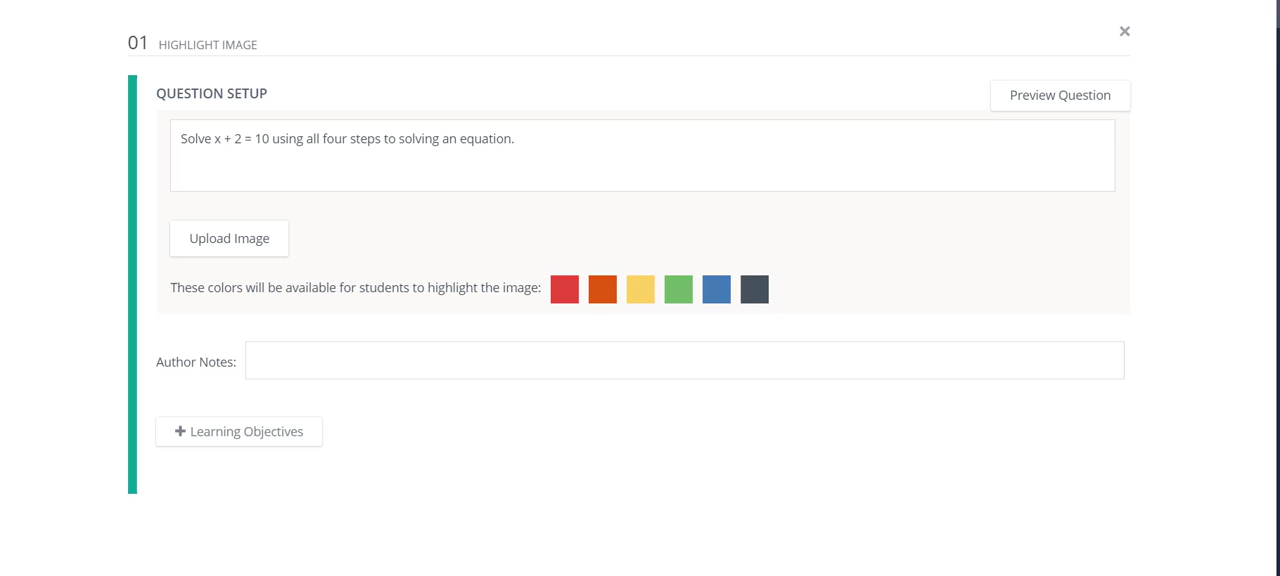 01 HIGHLIGHT IMAGE
×
QUESTION SETUP
Preview Question
Solve x + 2 = 10 using all four steps to solving an equation.
Upload Image
These colors will be available for students to highlight the image:
Author Notes:
+ Learning Objectives